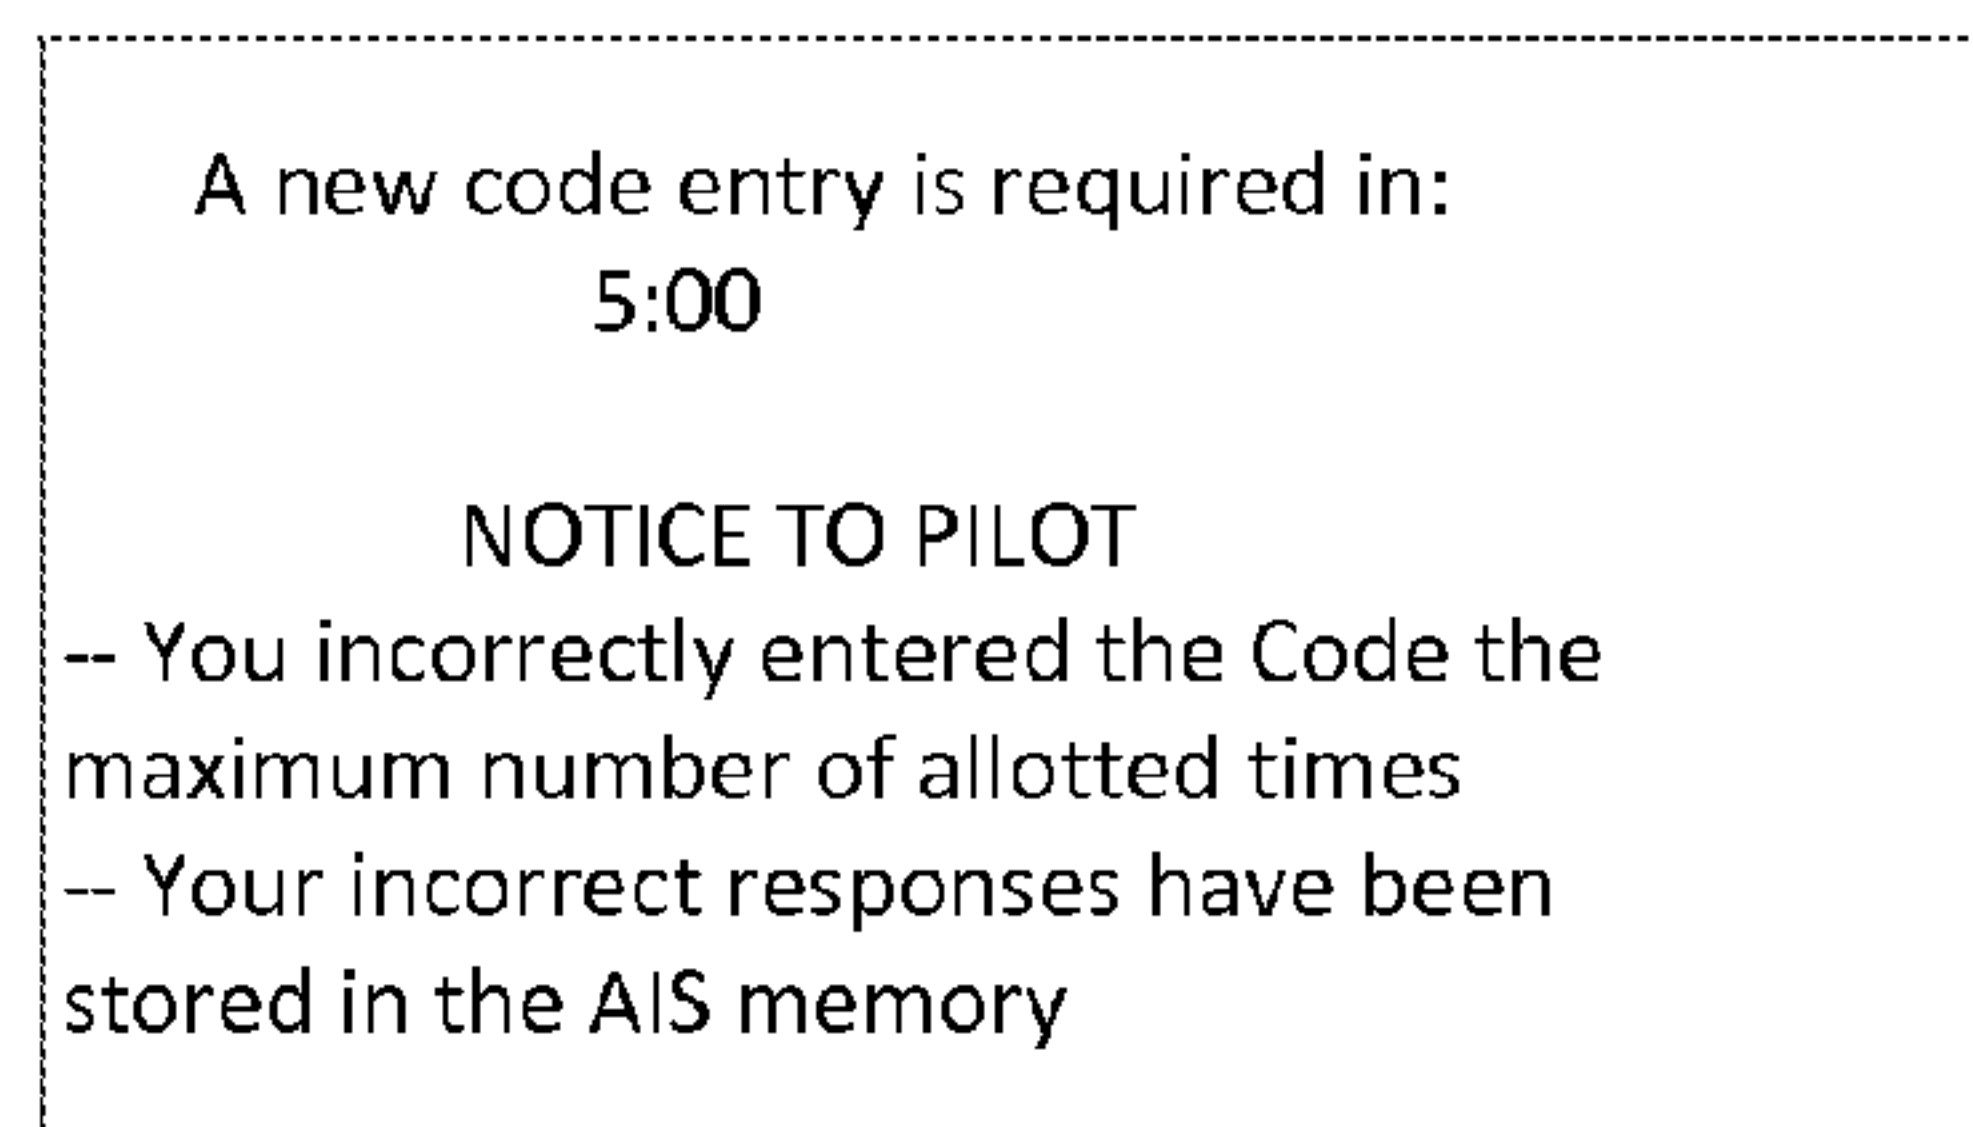 A new code entry is required in:
5:00
NOTICE TO PILOT
-- You incorrectly entered the Code the
maximum number of allotted times
-- Your incorrect responses have been
stored in the AIS memory